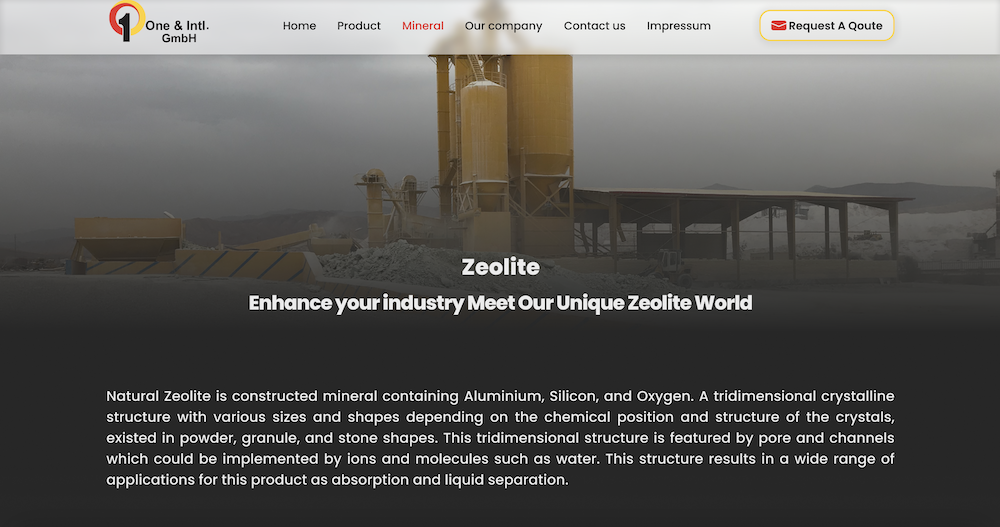 1
One & Intl.
GmbH
Home Product Mineral Our company Contact us Impressum
Request A Qoute
Zeolite
Enhance your industry Meet Our Unique Zeolite World
Natural Zeolite is constructed mineral containing Aluminium, Silicon, and Oxygen. A tridimensional crystalline
structure with various sizes and shapes depending on the chemical position and structure of the crystals,
existed in powder, granule, and stone shapes. This tridimensional structure is featured by pore and channels
which could be implemented by ions and molecules such as water. This structure results in a wide range of
applications for this product as absorption and liquid separation.